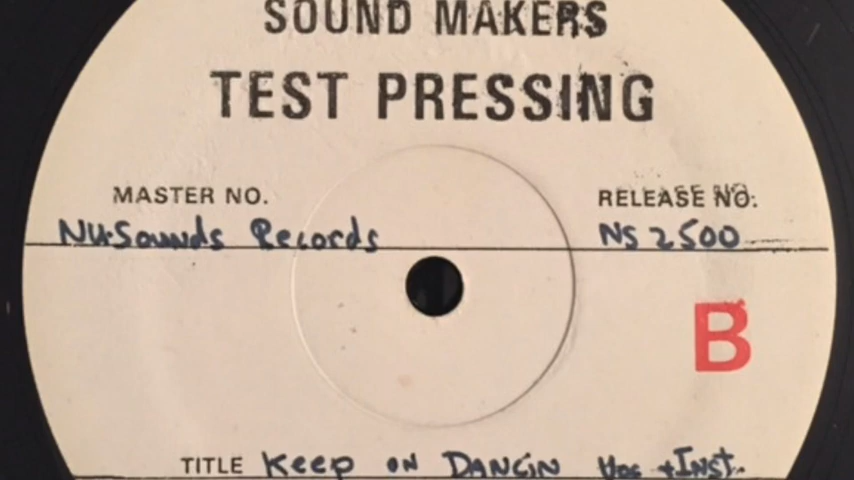 SOUND MAKERS
TEST PRESSING
MASTER NO. RELEASE NO:
Nu-Sounds Records NS 2500
B
TITLE Keep on DANCIN Voc + Inst.